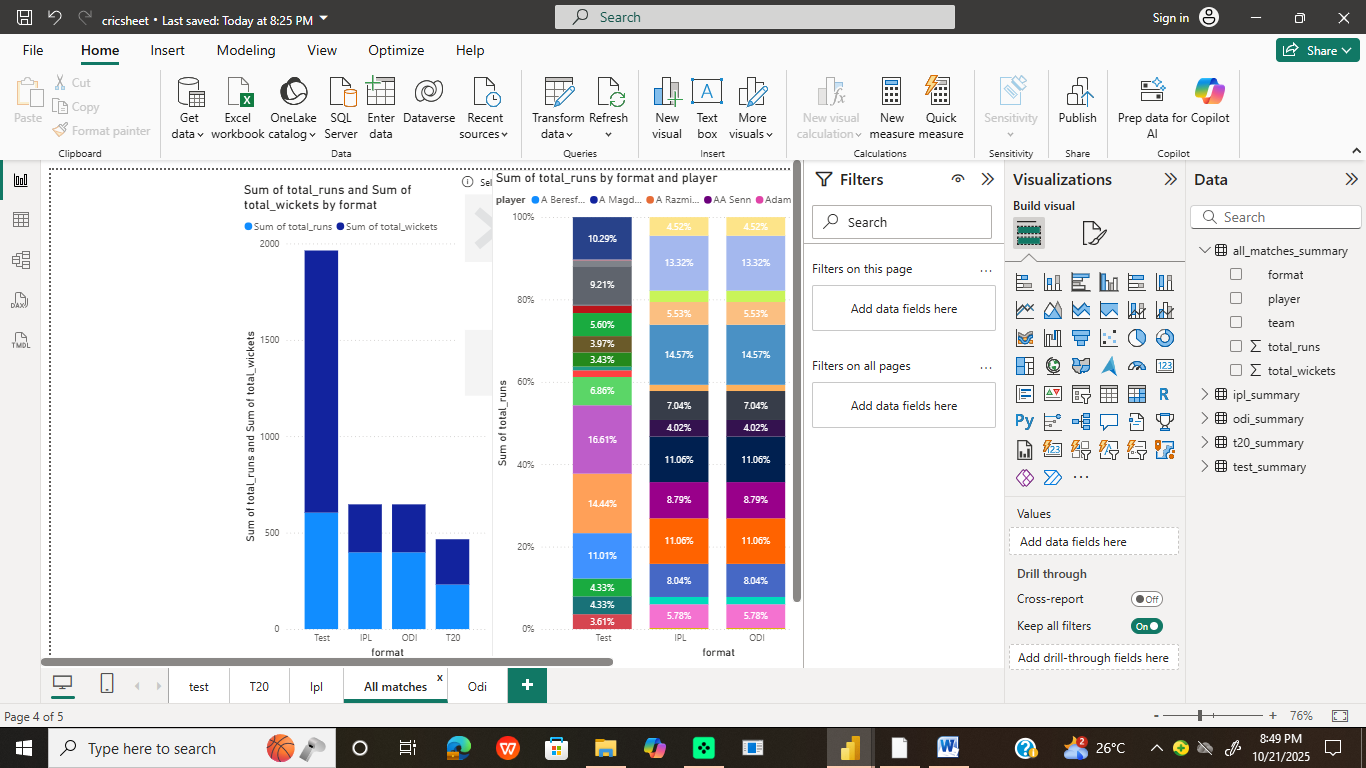 cricsheet • Last saved: Today at 8:25 PM
Search
Sign in
File Home Insert Modeling View Optimize Help
Share
Paste
Cut
Copy
Format painter
Clipboard
Get data
Excel workbook
OneLake catalog
SQL Server
Enter data
Dataverse
Recent sources
Data
Transform data
Refresh
Queries
New visual
Text box
More visuals
Insert
New visual calculation
New measure
Quick measure
Calculations
Sensitivity
Sensitivity
Publish
Share
Prep data for AI
Copilot
Copilot
Sum of total_runs and Sum of
total_wickets by format
Sum of total_runs Sum of total_wickets
2000
1500
1000
500
0
Sum of total_runs and Sum of total_wickets
Test IPL ODI T20
format
Sel
Sum of total_runs by format and player
player A Beresf... A Magd... A Razmi... AA Senn Adam
100%
80%
60%
40%
20%
0%
Sum of total_runs
10.29%
9.21%
5.60%
3.97%
3.43%
6.86%
16.61%
14.44%
11.01%
4.33%
4.33%
3.61%
4.52%
13.32%
5.53%
14.57%
7.04%
4.02%
11.06%
8.79%
11.06%
8.04%
5.78%
4.52%
13.32%
5.53%
14.57%
7.04%
4.02%
11.06%
8.79%
11.06%
8.04%
5.78%
Test IPL ODI
format
Filters
Search
Filters on this page ...
Add data fields here
Filters on all pages ...
Add data fields here
Visualizations
Build visual
123
R
Py
...
Values
Add data fields here
Drill through
Cross-report Off
Keep all filters On
Add drill-through fields here
Data
Search
all_matches_summary
format
player
team
∑ total_runs
∑ total_wickets
ipl_summary
odi_summary
t20_summary
test_summary
DAX
TMDL
test T20 Ipl All matches x Odi +
Page 4 of 5
- + 76%
Type here to search
2
26°C
8:49 PM
10/21/2025